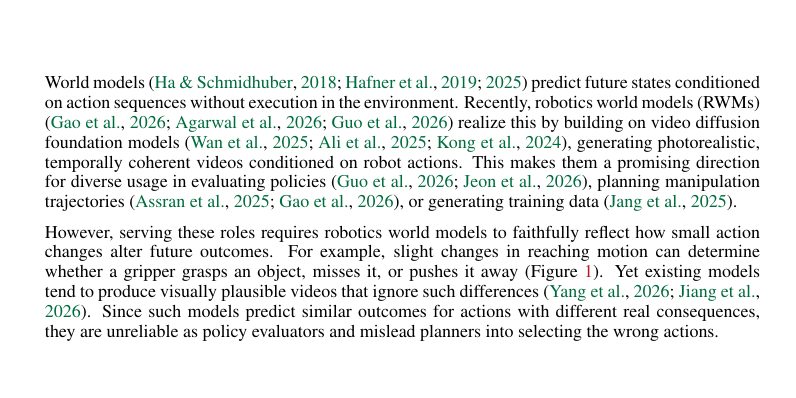 World models (Ha & Schmidhuber, 2018; Hafner et al., 2019; 2025) predict future states conditioned
on action sequences without execution in the environment. Recently, robotics world models (RWMs)
(Gao et al., 2026; Agarwal et al., 2026; Guo et al., 2026) realize this by building on video diffusion
foundation models (Wan et al., 2025; Ali et al., 2025; Kong et al., 2024), generating photorealistic,
temporally coherent videos conditioned on robot actions. This makes them a promising direction
for diverse usage in evaluating policies (Guo et al., 2026; Jeon et al., 2026), planning manipulation
trajectories (Assran et al., 2025; Gao et al., 2026), or generating training data (Jang et al., 2025).
However, serving these roles requires robotics world models to faithfully reflect how small action
changes alter future outcomes. For example, slight changes in reaching motion can determine
whether a gripper grasps an object, misses it, or pushes it away (Figure 1). Yet existing models
tend to produce visually plausible videos that ignore such differences (Yang et al., 2026; Jiang et al.,
2026). Since such models predict similar outcomes for actions with different real consequences,
they are unreliable as policy evaluators and mislead planners into selecting the wrong actions.